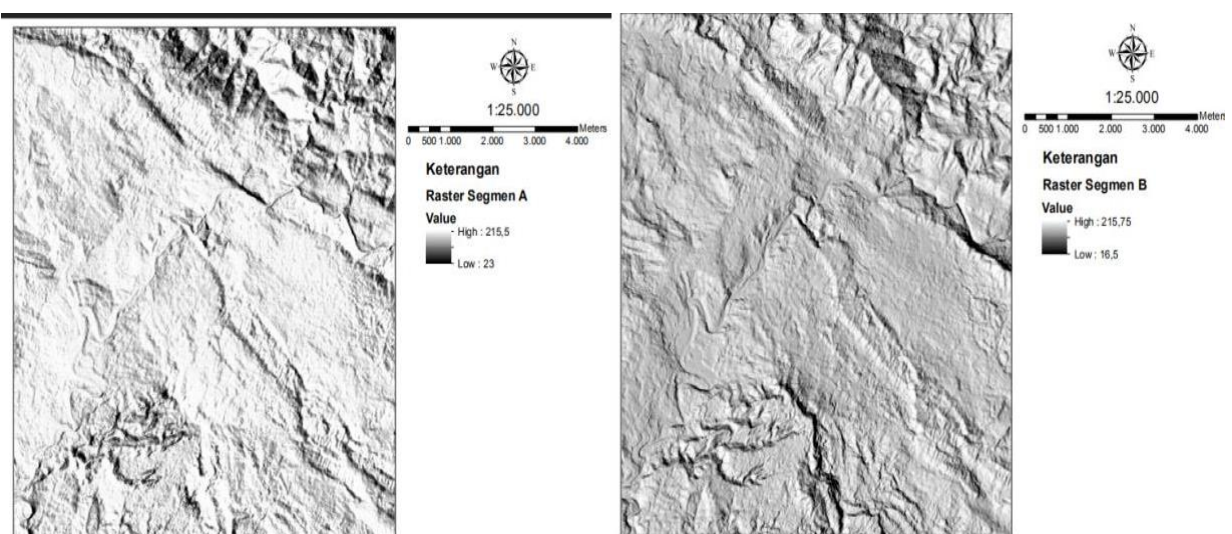 N
W E
S
1:25.000
Meters
0 500 1.000 2.000 3.000 4.000
Keterangan
Raster Segmen A
Value
High : 215,5
Low : 23
N
W E
S
1:25.000
Meters
0 500 1.000 2.000 3.000 4.000
Keterangan
Raster Segmen B
Value
High : 215,75
Low : 16,5